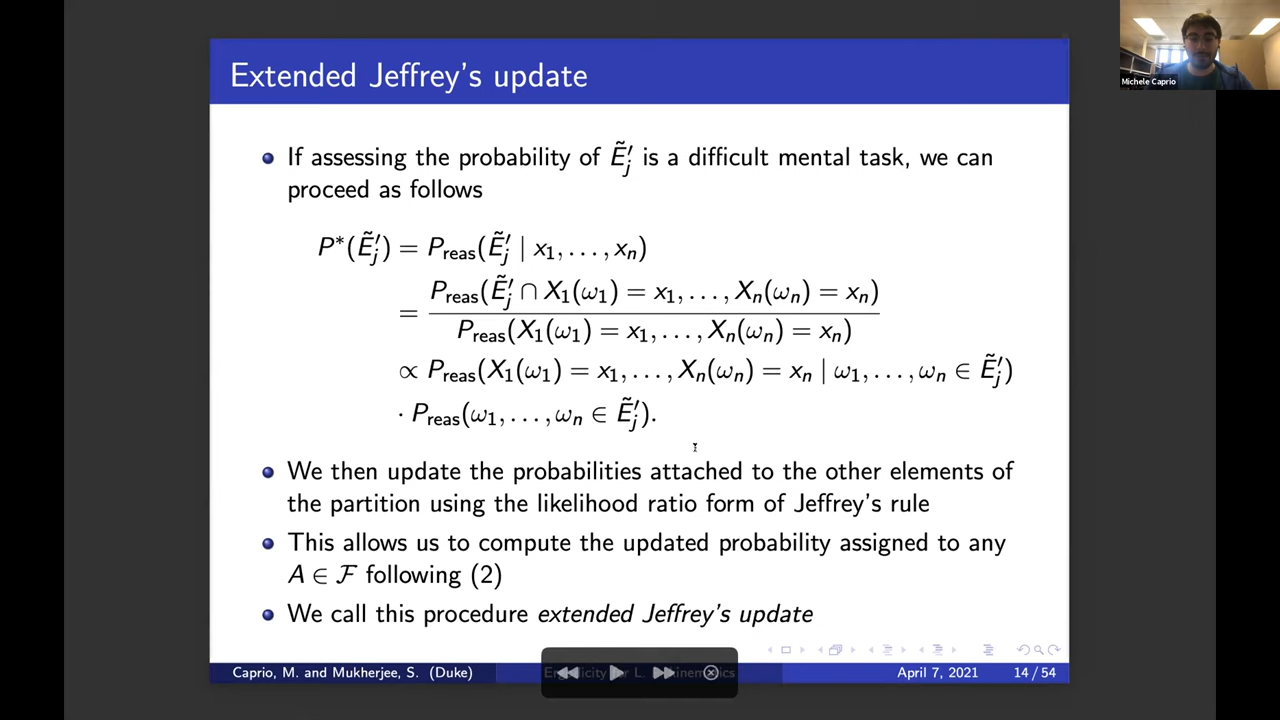 Extended Jeffrey's update
Michele Caprio
If assessing the probability of Ẽ′ⱼ is a difficult mental task, we can
proceed as follows
P*(Ẽ′ⱼ) = P_reas(Ẽ′ⱼ | x₁, . . . , xₙ)
= P_reas(Ẽ′ⱼ ∩ X₁(ω₁) = x₁, . . . , Xₙ(ωₙ) = xₙ)
P_reas(X₁(ω₁) = x₁, . . . , Xₙ(ωₙ) = xₙ)
∝ P_reas(X₁(ω₁) = x₁, . . . , Xₙ(ωₙ) = xₙ | ω₁, . . . , ωₙ ∈ Ẽ′ⱼ)
· P_reas(ω₁, . . . , ωₙ ∈ Ẽ′ⱼ).
We then update the probabilities attached to the other elements of
the partition using the likelihood ratio form of Jeffrey's rule
This allows us to compute the updated probability assigned to any
A ∈ ℱ following (2)
We call this procedure extended Jeffrey's update
Caprio, M. and Mukherjee, S. (Duke)
April 7, 2021
14 / 54